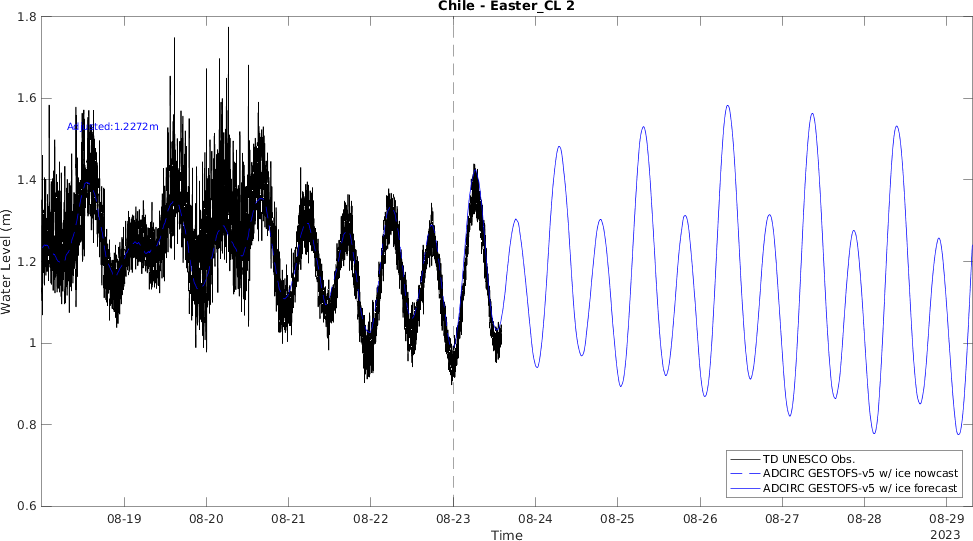 Chile - Easter_CL 2
1.8
1.6
1.4
1.2
1
0.8
0.6
Water Level (m)
Adjusted:1.2272m
TD UNESCO Obs.
ADCIRC GESTOFS-v5 w/ ice nowcast
ADCIRC GESTOFS-v5 w/ ice forecast
08-19 08-20 08-21 08-22 08-23 08-24 08-25 08-26 08-27 08-28 08-29
2023
Time